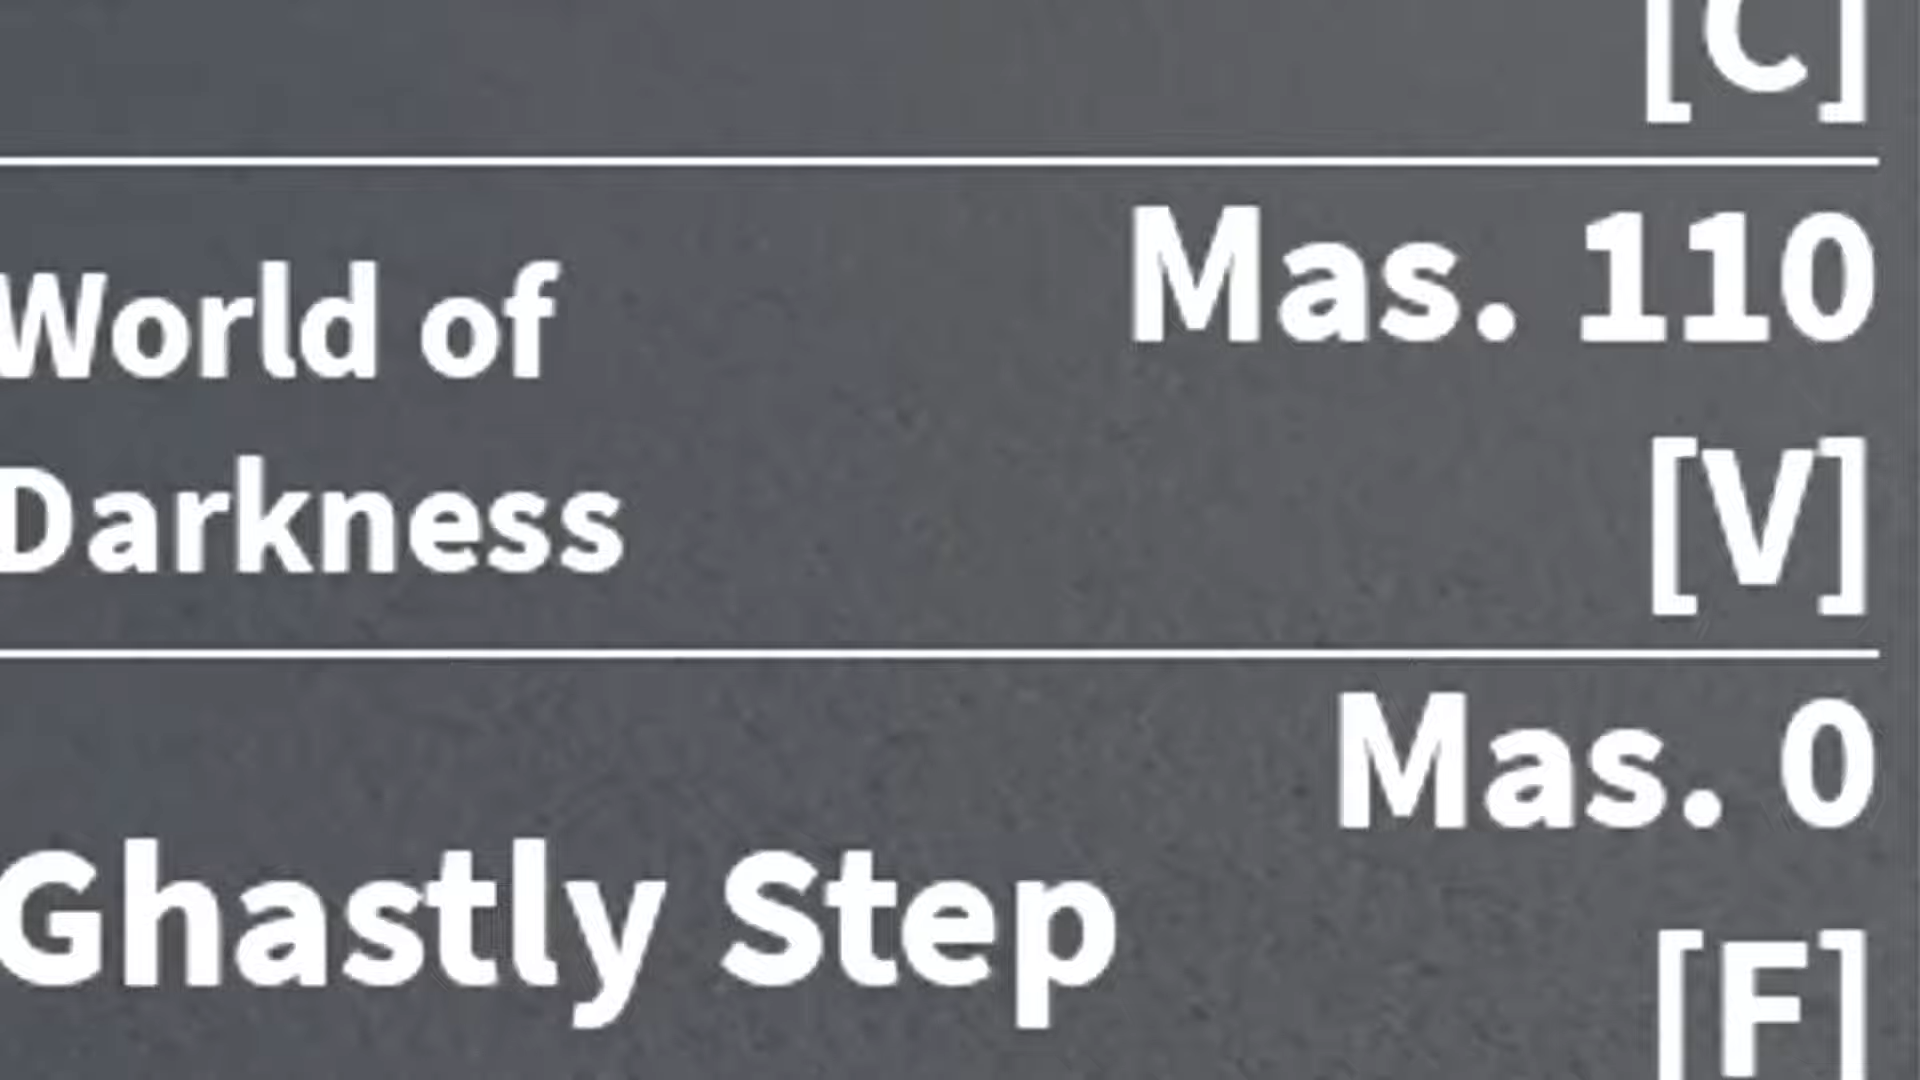 [C]
Mas. 110
World of
Darkness
[V]
Mas. 0
Ghastly Step
[F]